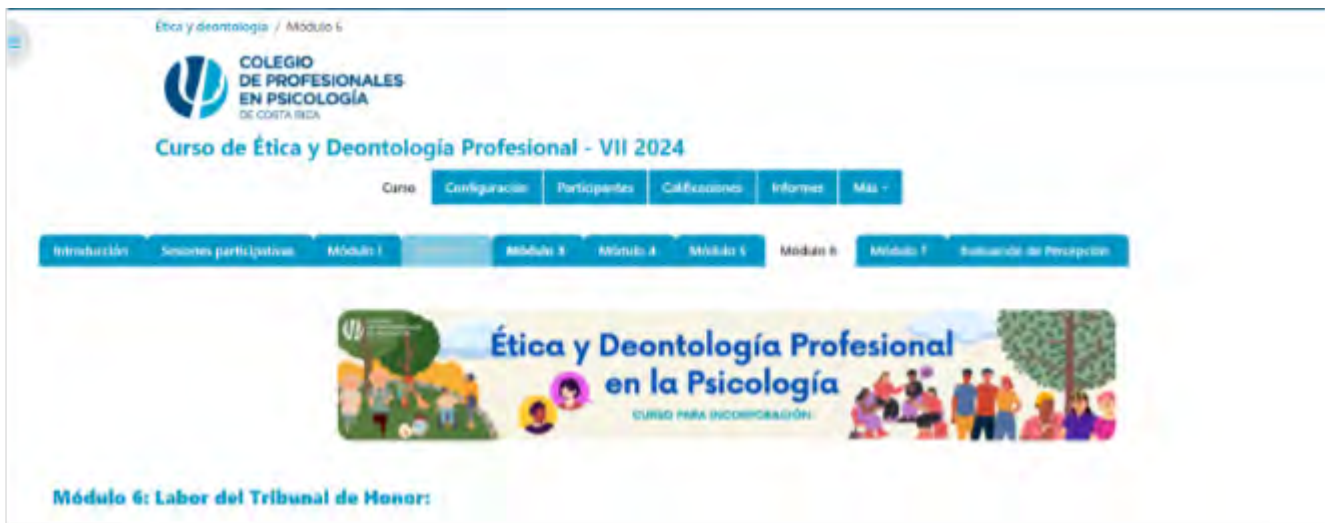 Ética y deontología / Módulo 6
COLEGIO
DE PROFESIONALES
EN PSICOLOGÍA
DE COSTA RICA
Curso de Ética y Deontología Profesional - VII 2024
Curso Configuración Participantes Calificaciones Informes Más
Introducción Sesiones participativas Módulo I Módulo 3 Módulo 4 Módulo 5 Módulo 6 Módulo 7 Evaluación de Percepción
Ética y Deontología Profesional
en la Psicología
CURSO PARA INCORPORACIÓN
Módulo 6: Labor del Tribunal de Honor: